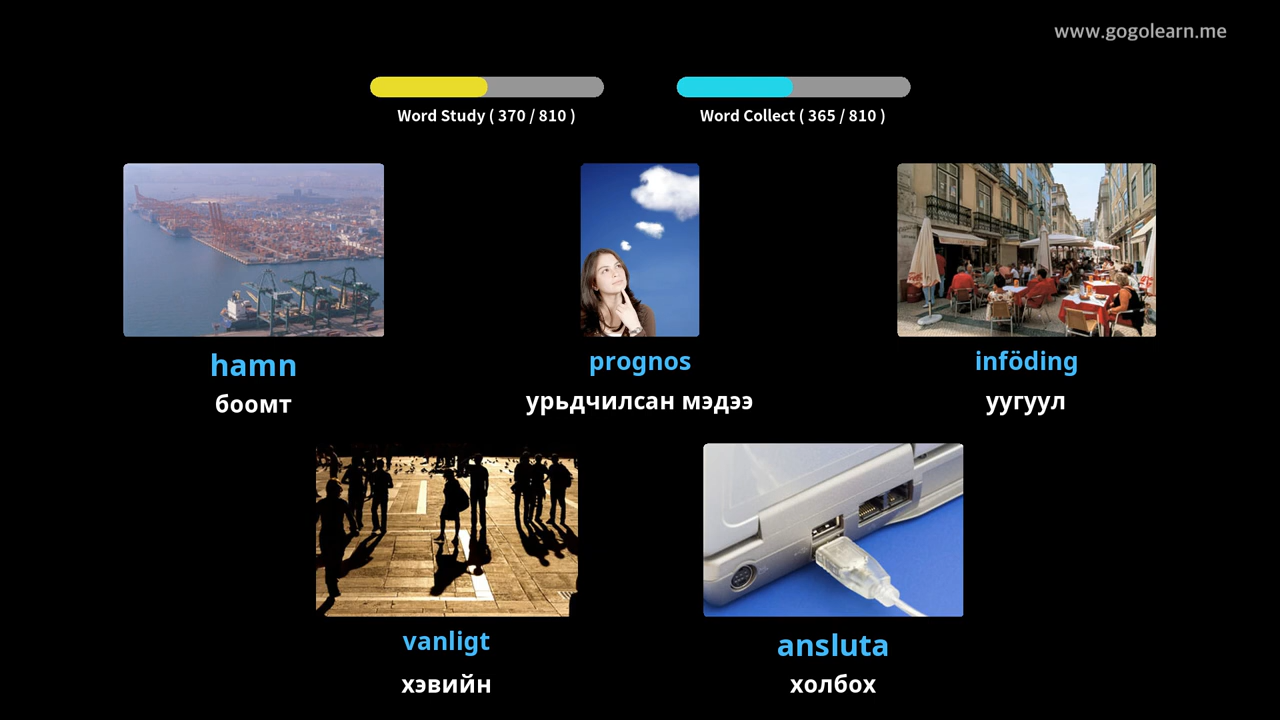 www.gogolearn.me
Word Study ( 370 / 810 )
Word Collect ( 365 / 810 )
hamn
боомт
prognos
урьдчилсан мэдээ
inföding
уугуул
vanligt
хэвийн
ansluta
холбох